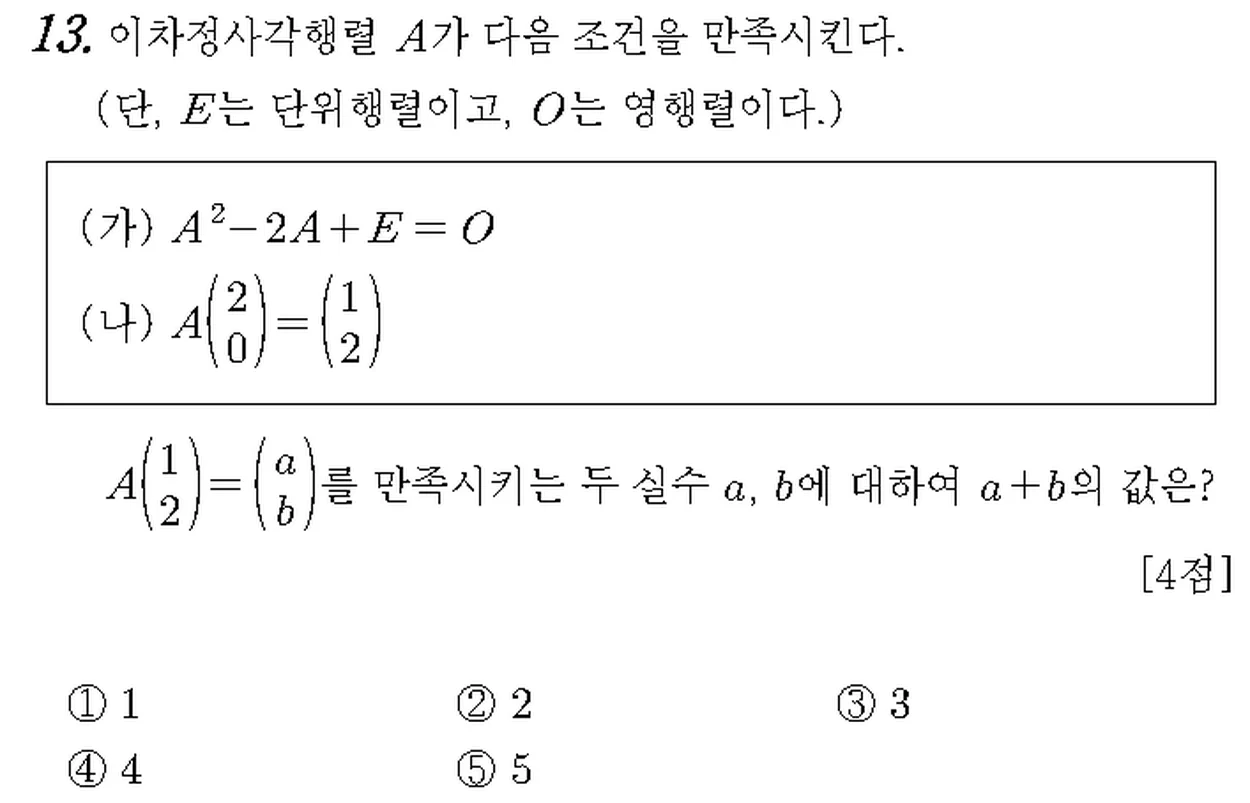 13. 이차정사각행렬 A가 다음 조건을 만족시킨다.
(단, E는 단위행렬이고, O는 영행렬이다.)
(가) A²−2A+E=O
(나) A(2 0)=(1 2)
A(1 2)=(a b)를 만족시키는 두 실수 a, b에 대하여 a+b의 값은?
[4점]
① 1 ② 2 ③ 3
④ 4 ⑤ 5